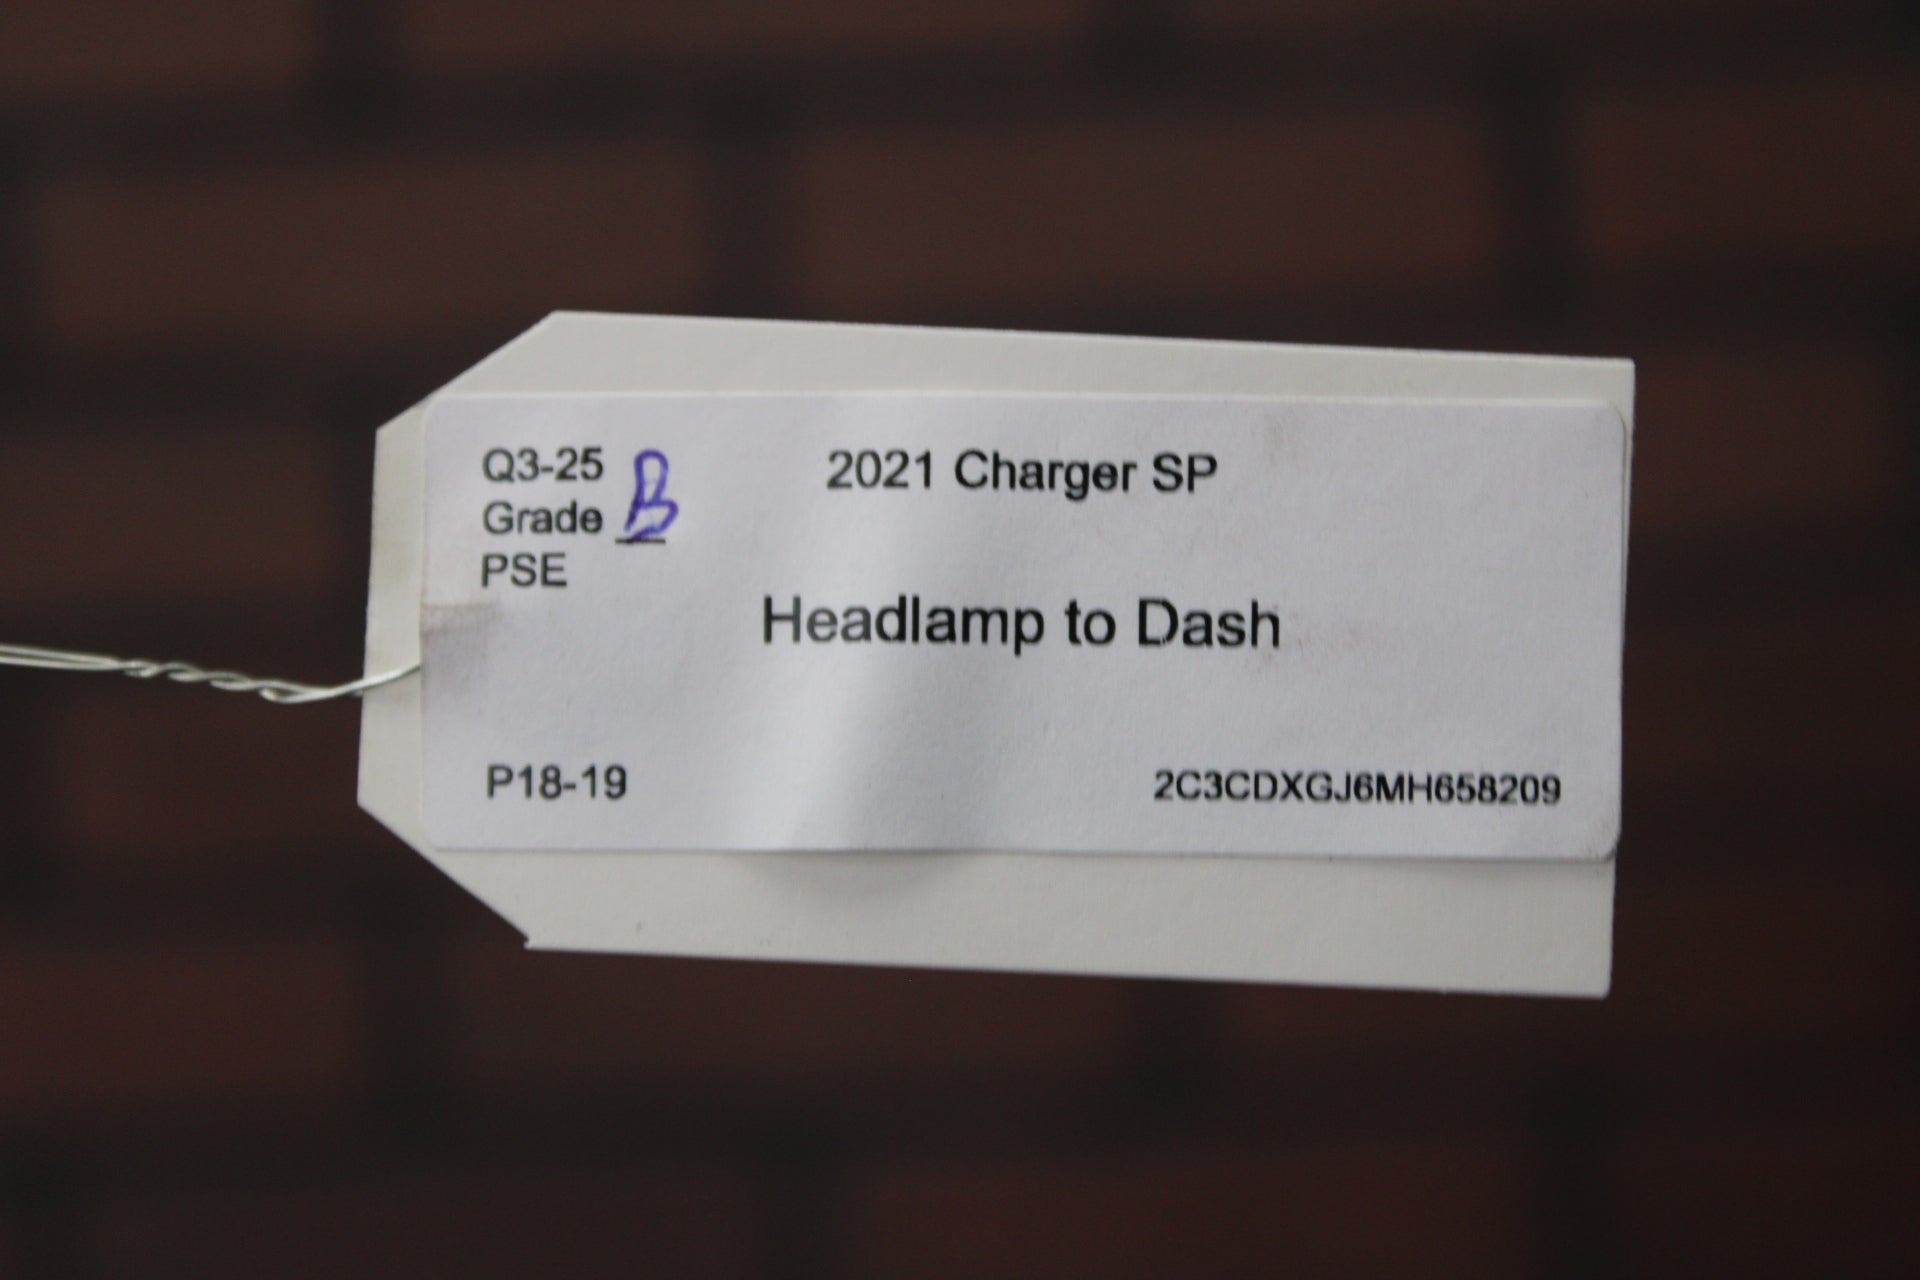 Q3-25
Grade B
PSE
2021 Charger SP
Headlamp to Dash
P18-19
2C3CDXGJ6MH658209